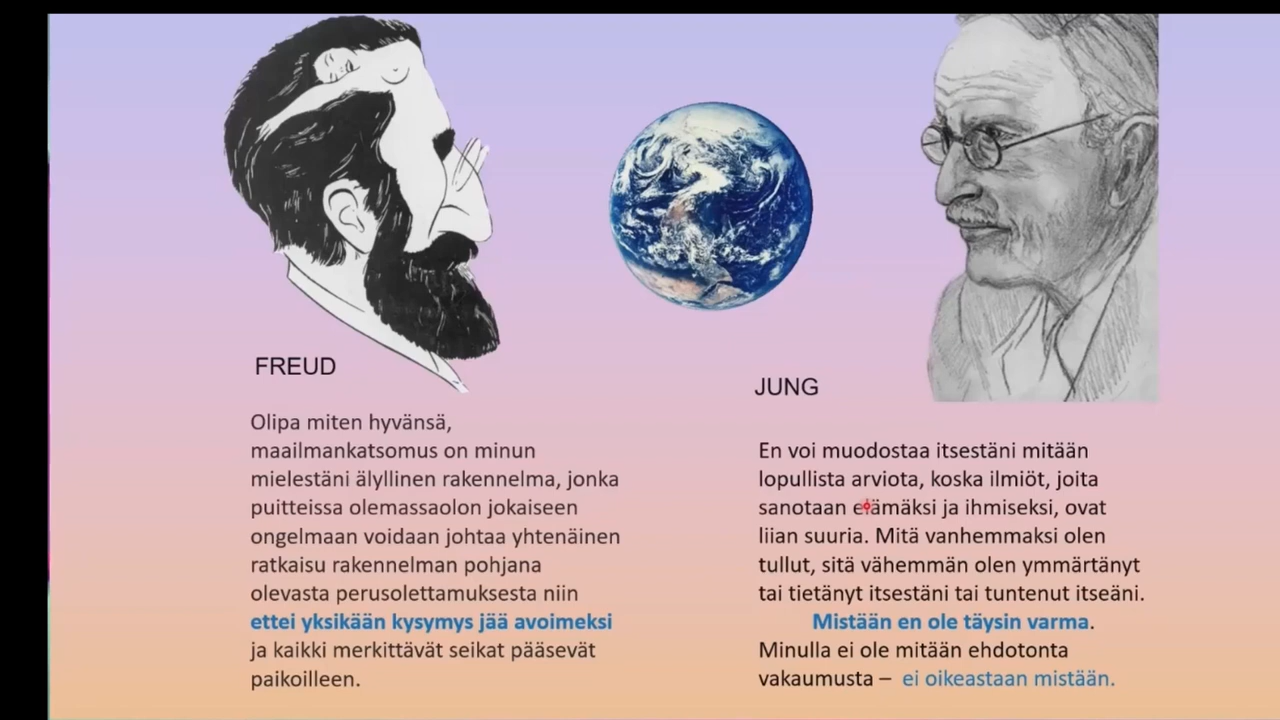 FREUD
Olipa miten hyvänsä,
maailmankatsomus on minun
mielestäni älyllinen rakennelma, jonka
puitteissa olemassaolon jokaiseen
ongelmaan voidaan johtaa yhtenäinen
ratkaisu rakennelman pohjana
olevasta perusolettamuksesta niin
ettei yksikään kysymys jää avoimeksi
ja kaikki merkittävät seikat pääsevät
paikoilleen.
JUNG
En voi muodostaa itsestäni mitään
lopullista arviota, koska ilmiöt, joita
sanotaan elämäksi ja ihmiseksi, ovat
liian suuria. Mitä vanhemmaksi olen
tullut, sitä vähemmän olen ymmärtänyt
tai tietänyt itsestäni tai tuntenut itseäni.
Mistään en ole täysin varma.
Minulla ei ole mitään ehdotonta
vakaumusta – ei oikeastaan mistään.